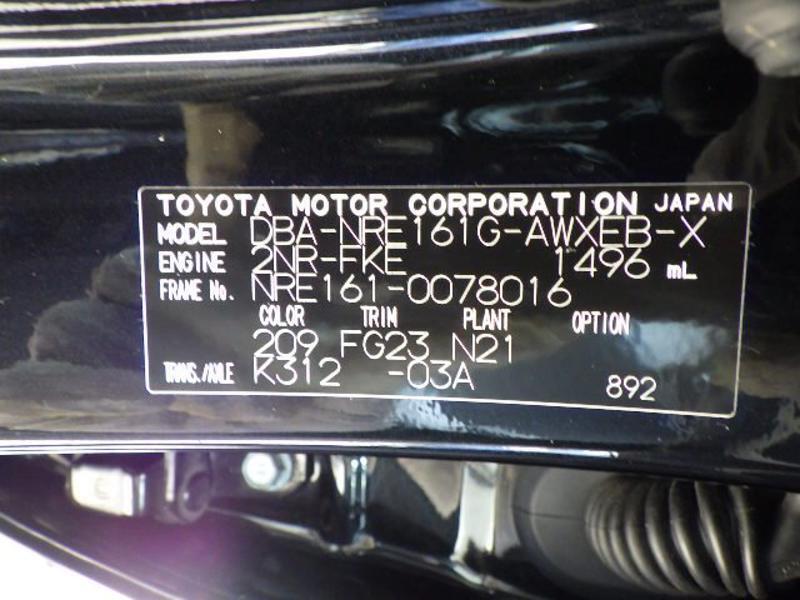 TOYOTA MOTOR CORPORATION JAPAN
MODEL DBA-NRE161G-AWXEB-X
ENGINE 2NR-FKE 1496 mL
FRAME No. NRE161-0078016
COLOR TRIM PLANT OPTION
209 FG23 N21
TRANS./AXLE K312 -03A 892